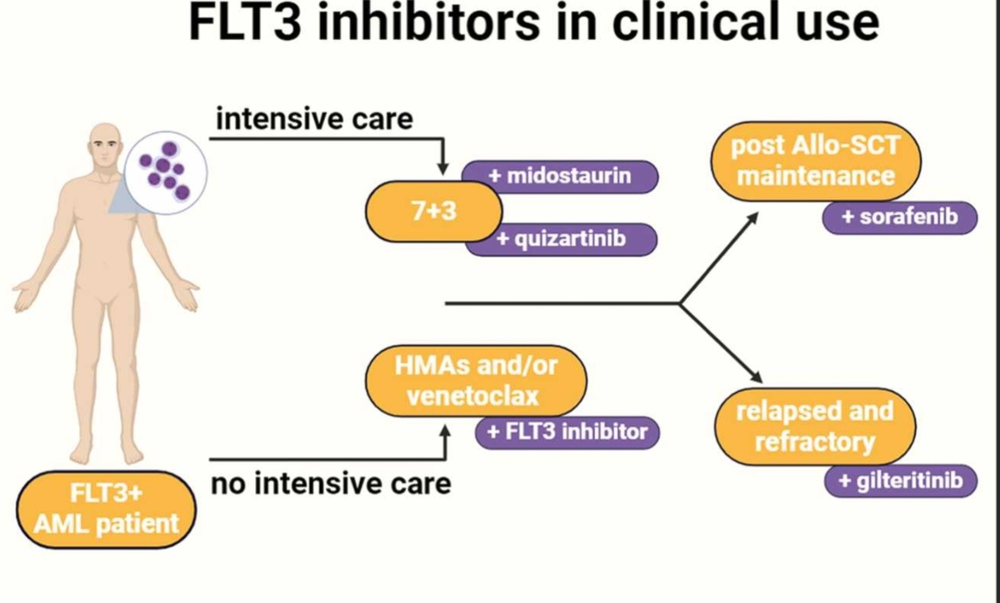 FLT3 inhibitors in clinical use
intensive care
7+3
+ midostaurin
+ quizartinib
post Allo-SCT
maintenance
+ sorafenib
HMAs and/or
venetoclax
+ FLT3 inhibitor
relapsed and
refractory
+ gilteritinib
no intensive care
FLT3+
AML patient